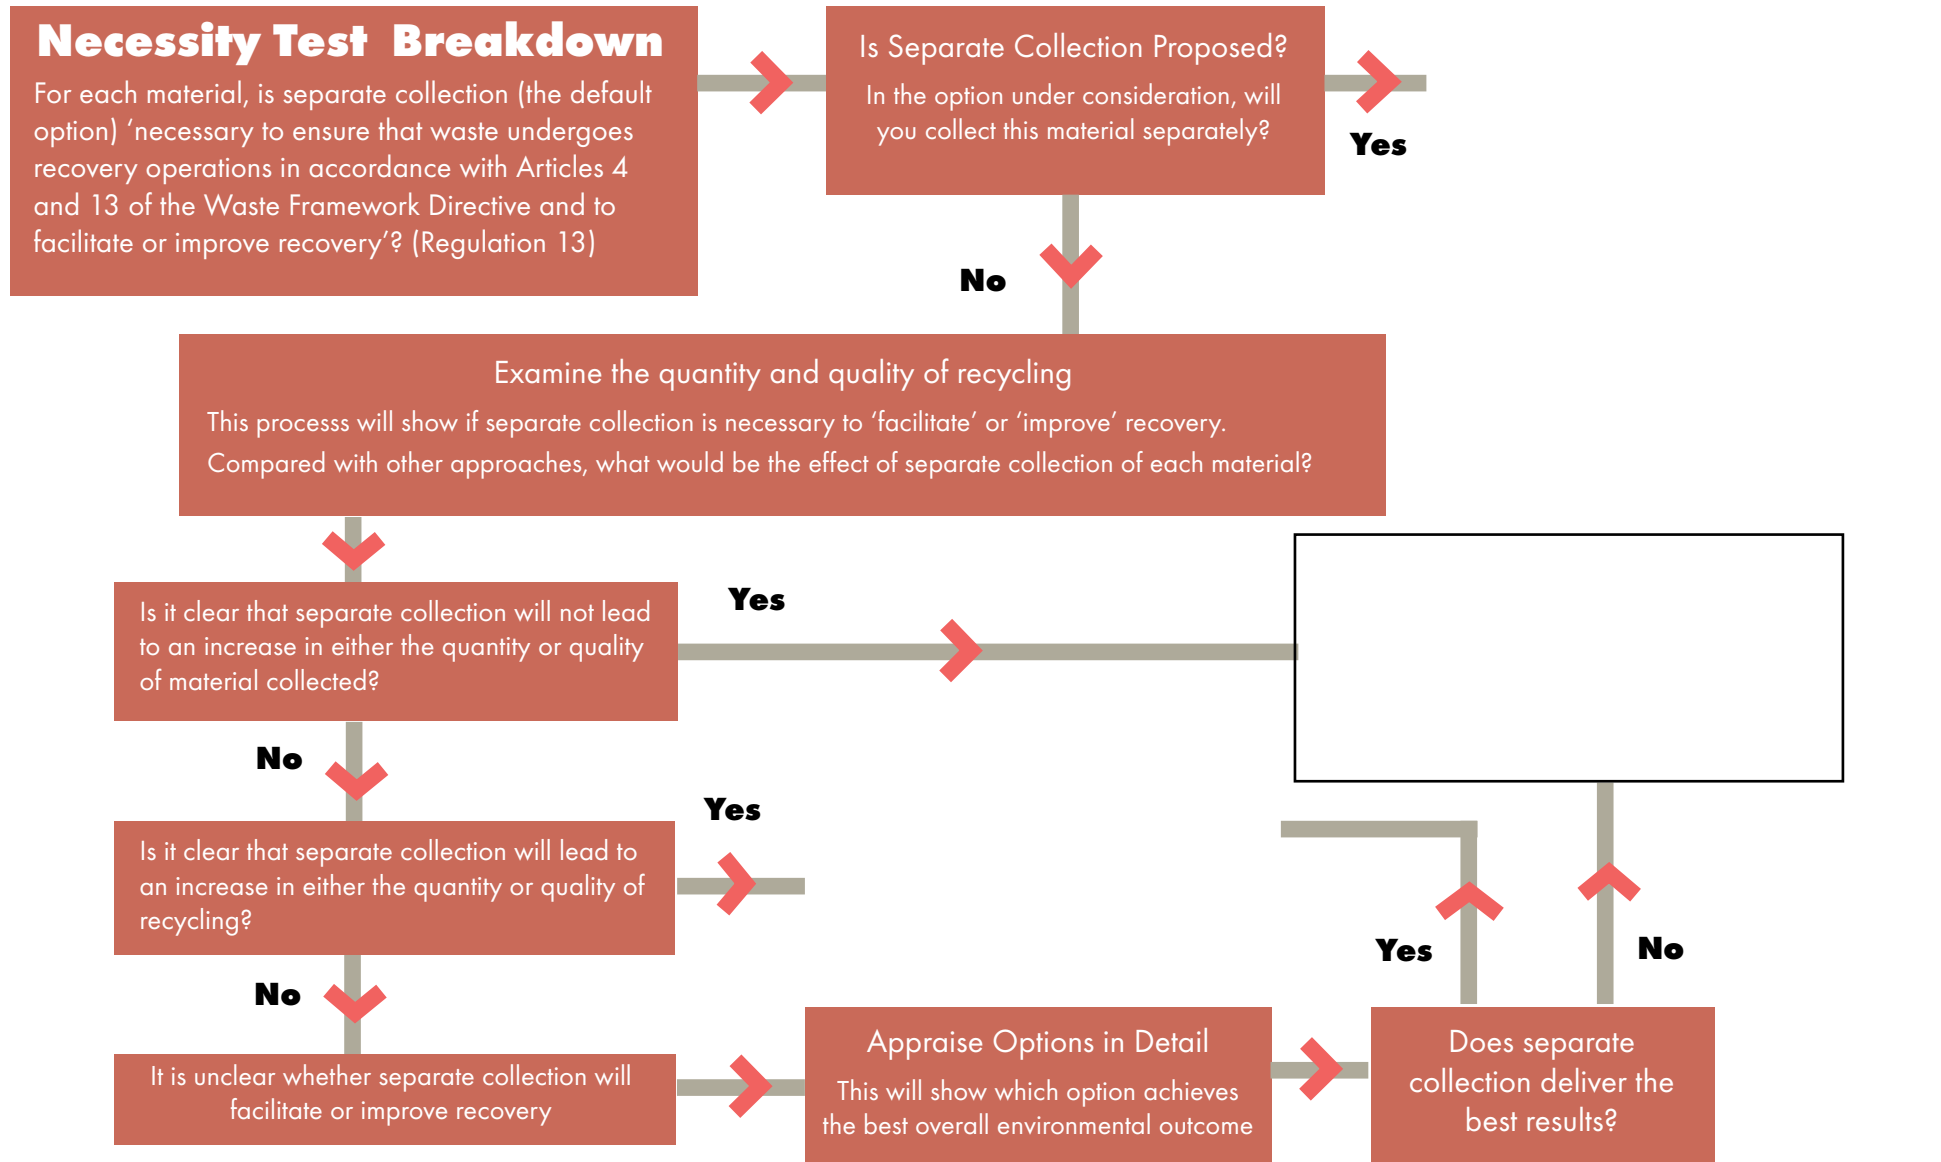 Necessity Test Breakdown
For each material, is separate collection (the default
option) ‘necessary to ensure that waste undergoes
recovery operations in accordance with Articles 4
and 13 of the Waste Framework Directive and to
facilitate or improve recovery’? (Regulation 13)
Is Separate Collection Proposed?
In the option under consideration, will
you collect this material separately?
Yes
No
Examine the quantity and quality of recycling
This processs will show if separate collection is necessary to ‘facilitate’ or ‘improve’ recovery.
Compared with other approaches, what would be the effect of separate collection of each material?
Is it clear that separate collection will not lead
to an increase in either the quantity or quality
of material collected?
Yes
No
Is it clear that separate collection will lead to
an increase in either the quantity or quality of
recycling?
Yes
No
It is unclear whether separate collection will
facilitate or improve recovery
Appraise Options in Detail
This will show which option achieves
the best overall environmental outcome
Does separate
collection deliver the
best results?
Yes
No